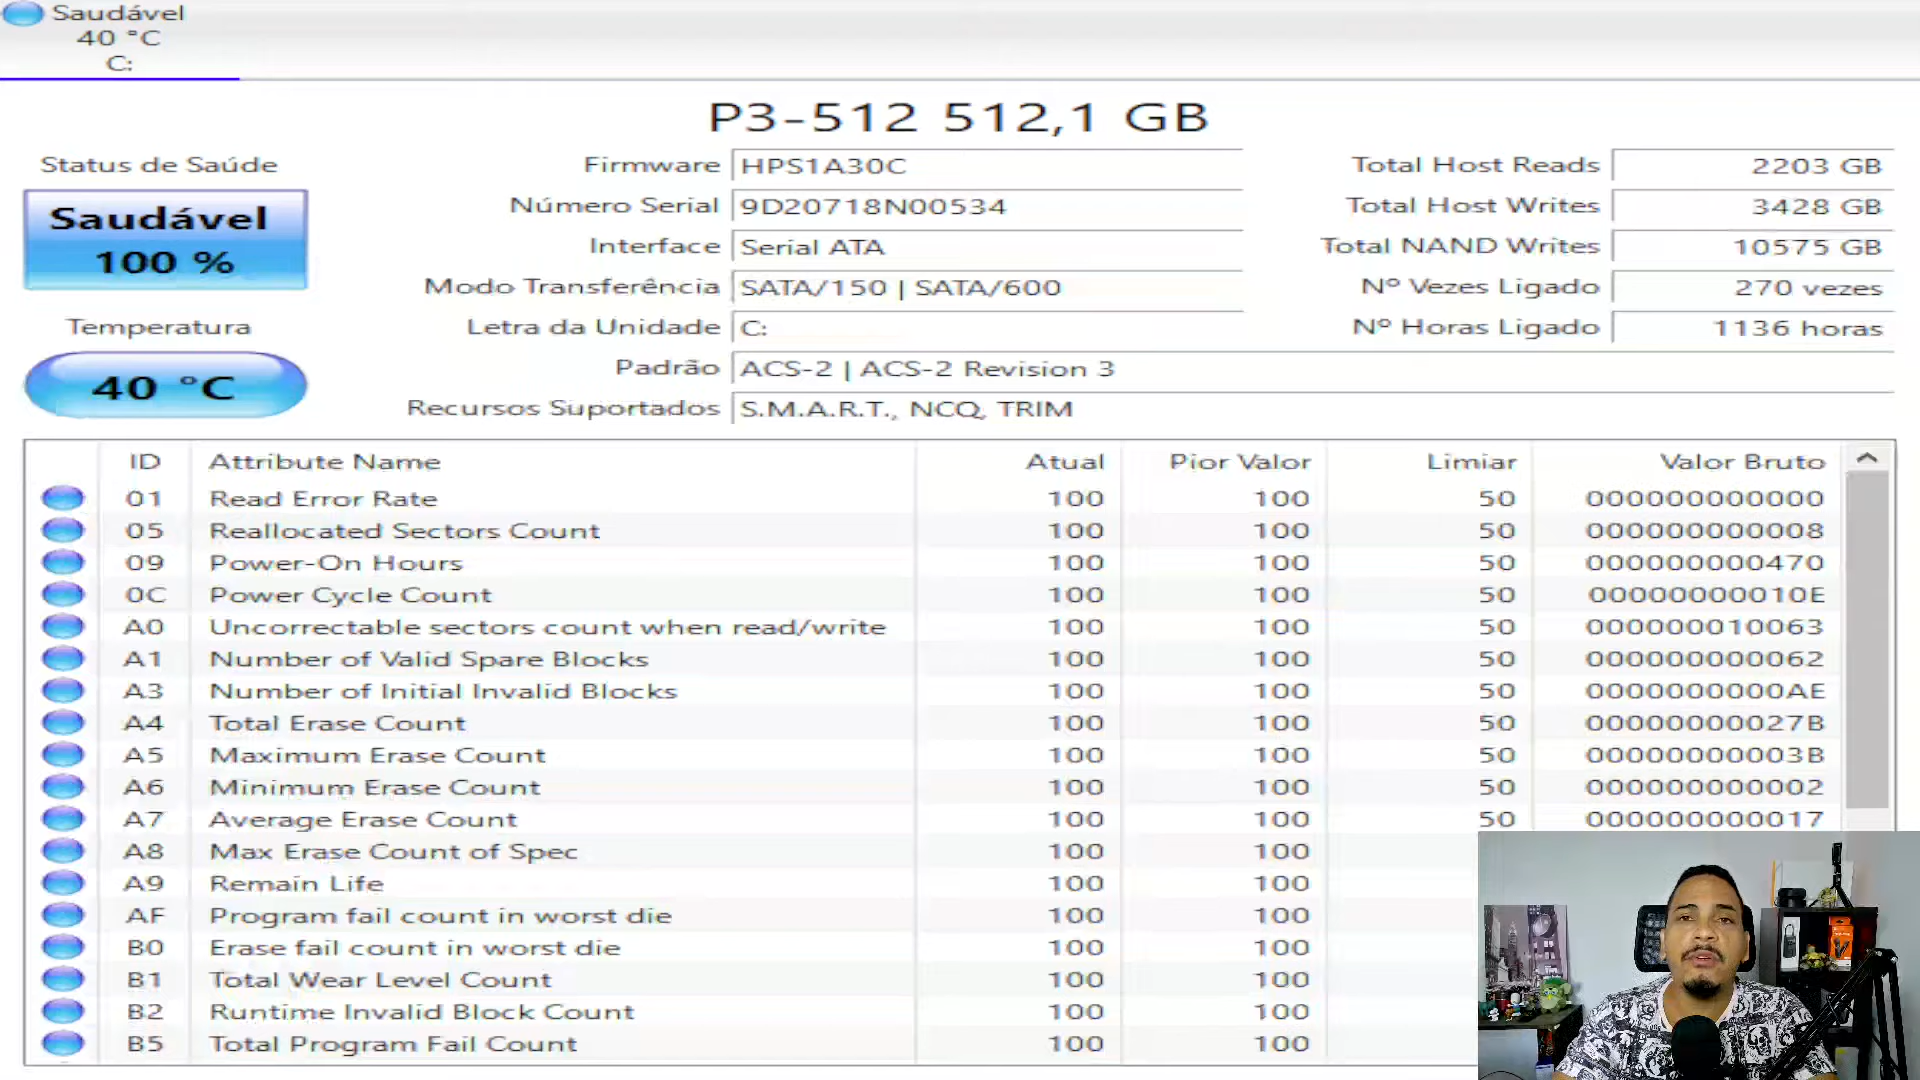 Saudável
40 °C
C:
P3-512 512,1 GB
Status de Saúde
Saudável
100 %
Temperatura
40 °C
Firmware HPS1A30C
Número Serial 9D20718N00534
Interface Serial ATA
Modo Transferência SATA/150 | SATA/600
Letra da Unidade C:
Padrão ACS-2 | ACS-2 Revision 3
Recursos Suportados S.M.A.R.T., NCQ, TRIM
Total Host Reads 2203 GB
Total Host Writes 3428 GB
Total NAND Writes 10575 GB
Nº Vezes Ligado 270 vezes
Nº Horas Ligado 1136 horas
ID Attribute Name Atual Pior Valor Limiar Valor Bruto
01 Read Error Rate 100 100 50 000000000000
05 Reallocated Sectors Count 100 100 50 000000000008
09 Power-On Hours 100 100 50 000000000470
0C Power Cycle Count 100 100 50 00000000010E
A0 Uncorrectable sectors count when read/write 100 100 50 000000010063
A1 Number of Valid Spare Blocks 100 100 50 000000000062
A3 Number of Initial Invalid Blocks 100 100 50 0000000000AE
A4 Total Erase Count 100 100 50 00000000027B
A5 Maximum Erase Count 100 100 50 00000000003B
A6 Minimum Erase Count 100 100 50 000000000002
A7 Average Erase Count 100 100 50 000000000017
A8 Max Erase Count of Spec 100 100
A9 Remain Life 100 100
AF Program fail count in worst die 100 100
B0 Erase fail count in worst die 100 100
B1 Total Wear Level Count 100 100
B2 Runtime Invalid Block Count 100 100
B5 Total Program Fail Count 100 100